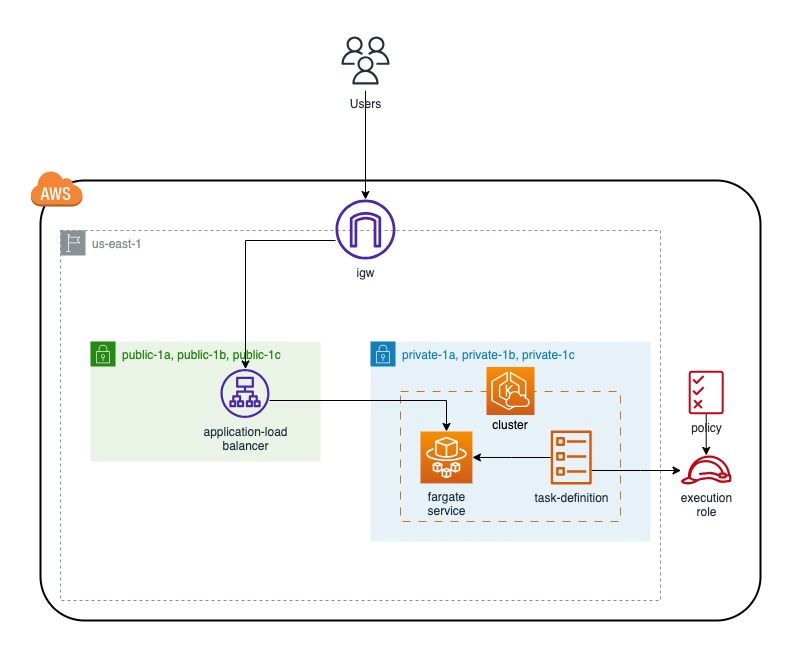 Users
AWS
us-east-1
igw
public-1a, public-1b, public-1c
private-1a, private-1b, private-1c
application-load
balancer
cluster
fargate
service
task-definition
policy
execution
role